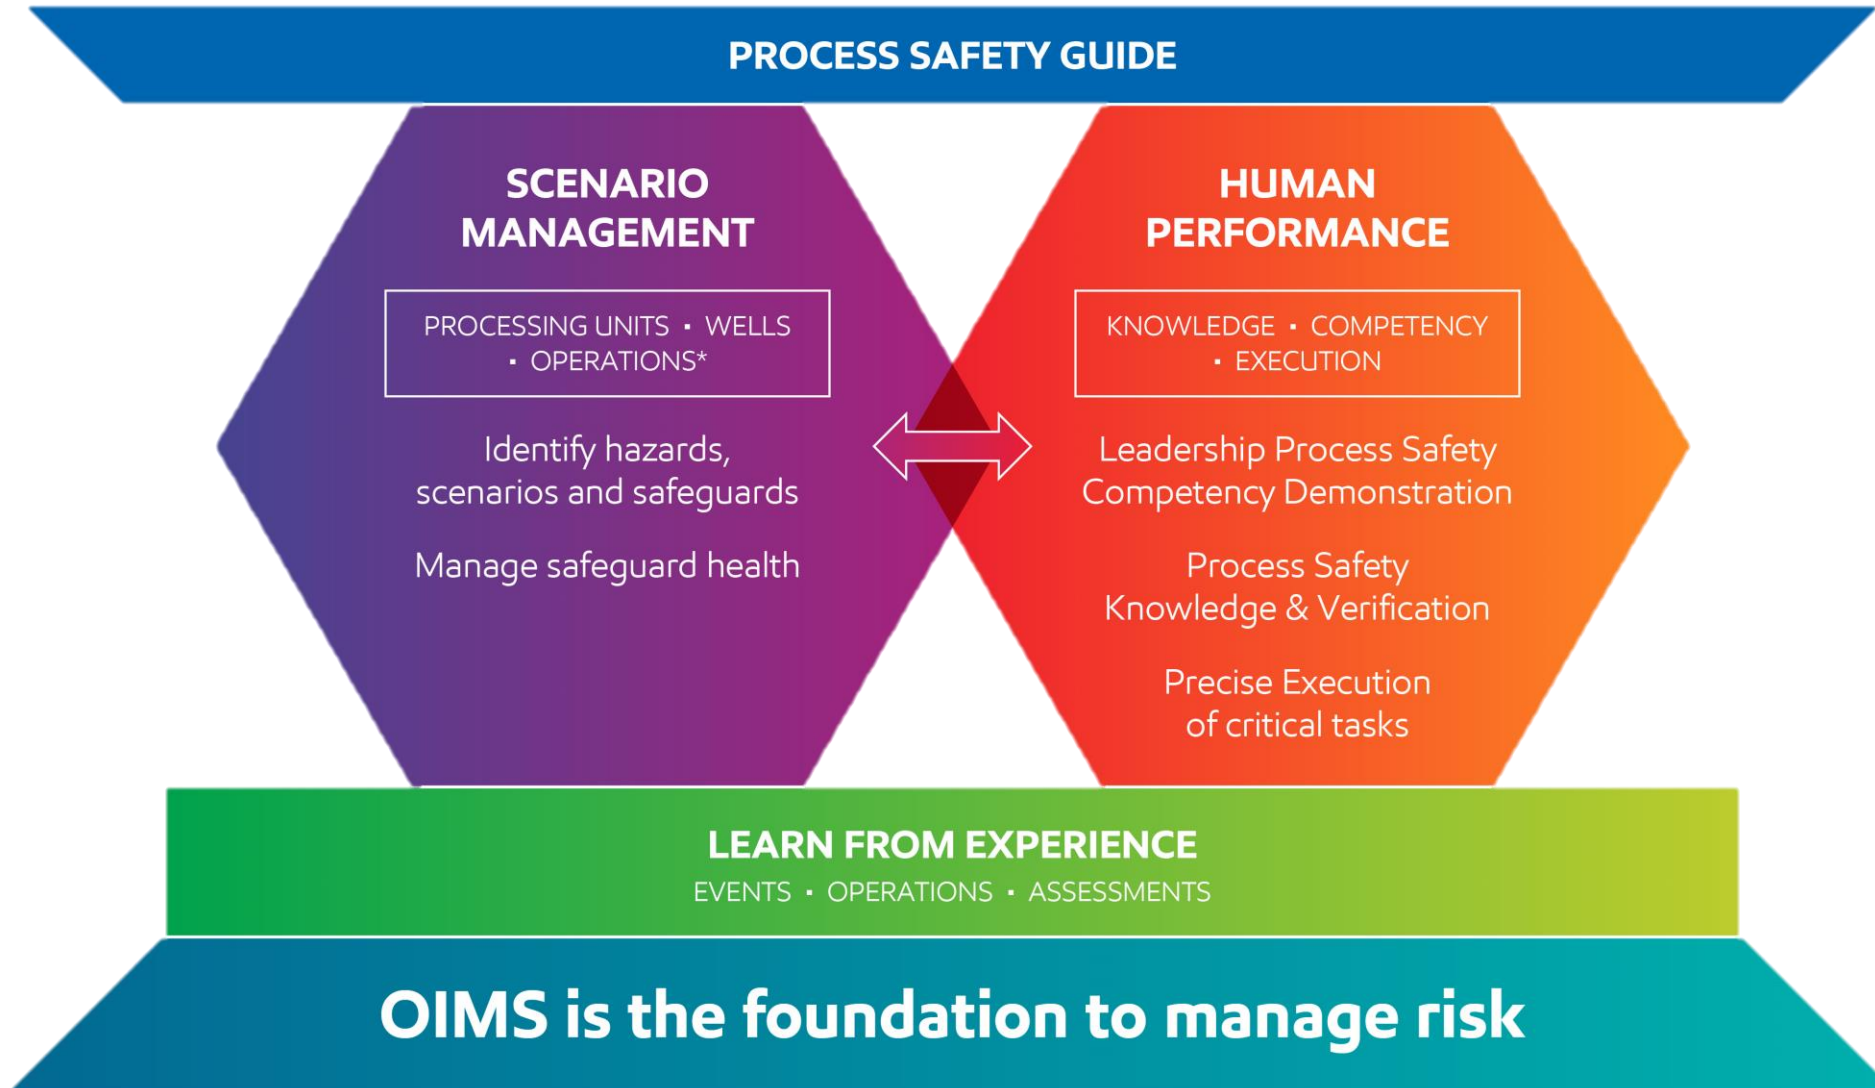 PROCESS SAFETY GUIDE
SCENARIO
MANAGEMENT
PROCESSING UNITS ▪ WELLS
▪ OPERATIONS*
Identify hazards,
scenarios and safeguards
Manage safeguard health
HUMAN
PERFORMANCE
KNOWLEDGE ▪ COMPETENCY
▪ EXECUTION
Leadership Process Safety
Competency Demonstration
Process Safety
Knowledge & Verification
Precise Execution
of critical tasks
LEARN FROM EXPERIENCE
EVENTS ▪ OPERATIONS ▪ ASSESSMENTS
OIMS is the foundation to manage risk